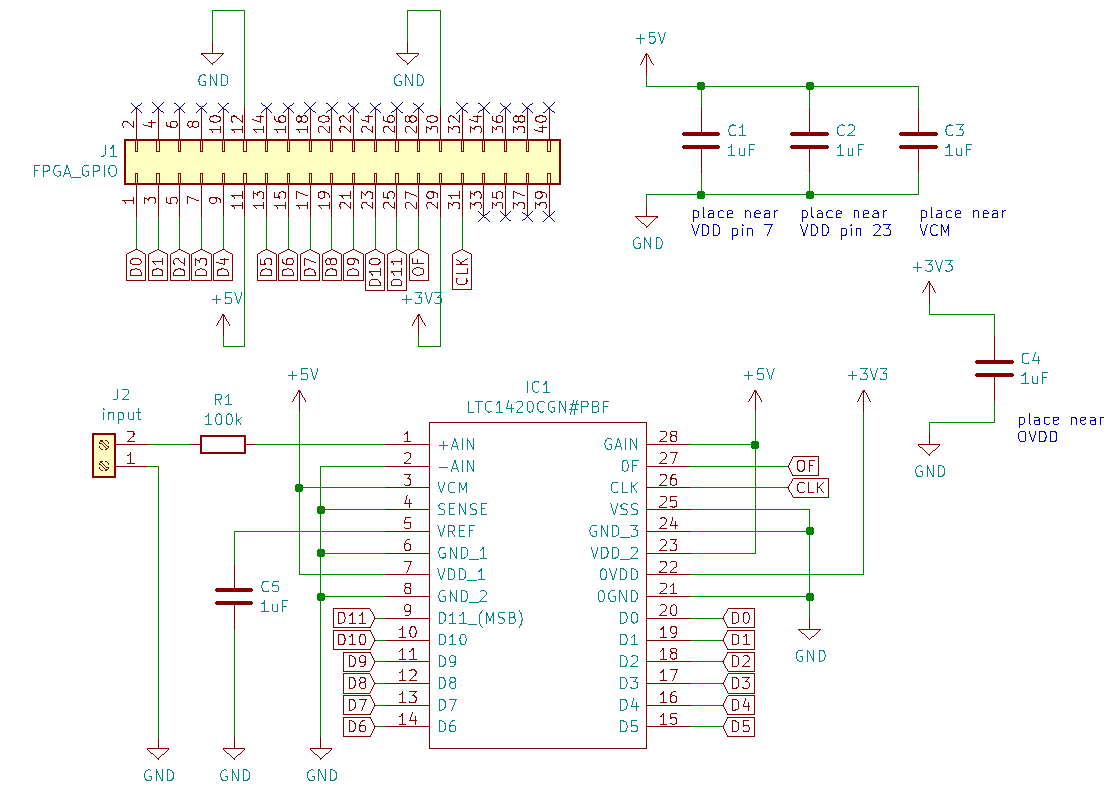 GND
GND
+5V
2 4 6 8 10 12 14 16 18 20 22 24 26 28 30 32 34 36 38 40
J1
FPGA_GPIO
1 3 5 7 9 11 13 15 17 19 21 23 25 27 29 31 33 35 37 39
D0 D1 D2 D3 D4 D5 D6 D7 D8 D9 D10 D11 OF CLK
+5V
+3V3
C1
1uF
C2
1uF
C3
1uF
GND
place near
VDD pin 7
place near
VDD pin 23
place near
VCM
+3V3
C4
1uF
place near
OVDD
GND
J2
input
2
1
R1
100k
+5V
IC1
LTC1420CGN#PBF
+5V
+3V3
1 +AIN
2 -AIN
3 VCM
4 SENSE
5 VREF
6 GND_1
7 VDD_1
8 GND_2
D11 9 D11_(MSB)
D10 10 D10
D9 11 D9
D8 12 D8
D7 13 D7
D6 14 D6
GAIN 28
OF 27 OF
CLK 26 CLK
VSS 25
GND_3 24
VDD_2 23
OVDD 22
OGND 21
D0 20 D0
D1 19 D1
D2 18 D2
D3 17 D3
D4 16 D4
D5 15 D5
C5
1uF
GND
GND
GND
GND